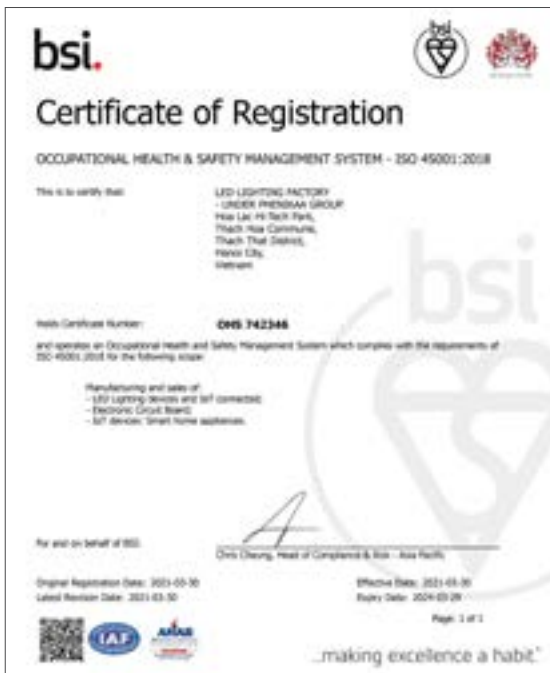 bsi.
bsi
Certificate of Registration
OCCUPATIONAL HEALTH & SAFETY MANAGEMENT SYSTEM - ISO 45001:2018
This is to certify that:
LED LIGHTING FACTORY
- UNDER PHENIKAA GROUP
Hoa Lac Hi-Tech Park,
Thach Hoa Commune,
Thach That District,
Hanoi City,
Vietnam
bsi
Holds Certificate Number:
OHS 742346
and operates an Occupational Health and Safety Management System which complies with the requirements of
ISO 45001:2018 for the following scope:
Manufacturing and sales of:
- LED Lighting devices and IoT connected;
- Electronic Circuit Board;
- IoT devices: Smart home appliances.
For and on behalf of BSI:
Chris Cheung, Head of Compliance & Risk - Asia Pacific
Original Registration Date: 2021-03-30
Effective Date: 2021-03-30
Latest Revision Date: 2021-03-30
Expiry Date: 2024-03-29
Page: 1 of 1
IAF
...making excellence a habit.™